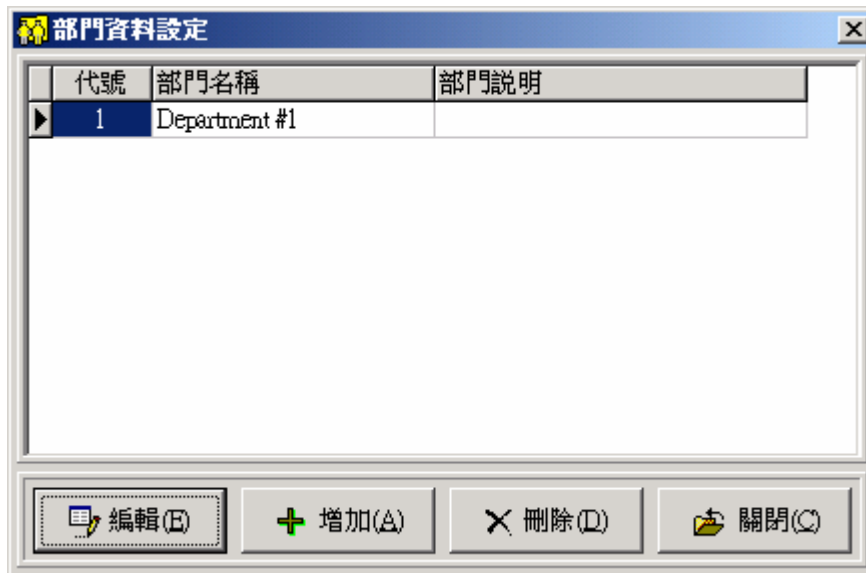 部門資料設定
代號 部門名稱 部門說明
1 Department #1
編輯(E) 增加(A) 刪除(D) 關閉(C)